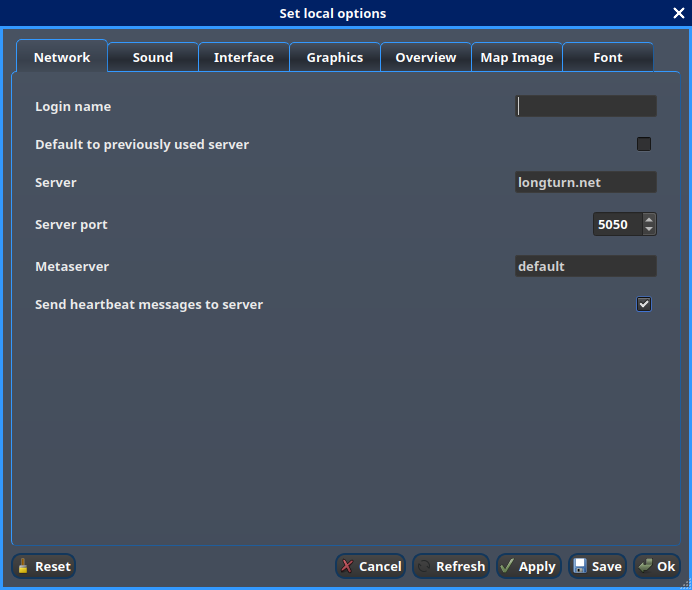 Set local options
Network Sound Interface Graphics Overview Map Image Font
Login name
Default to previously used server
Server longturn.net
Server port 5050
Metaserver default
Send heartbeat messages to server
Reset Cancel Refresh Apply Save Ok